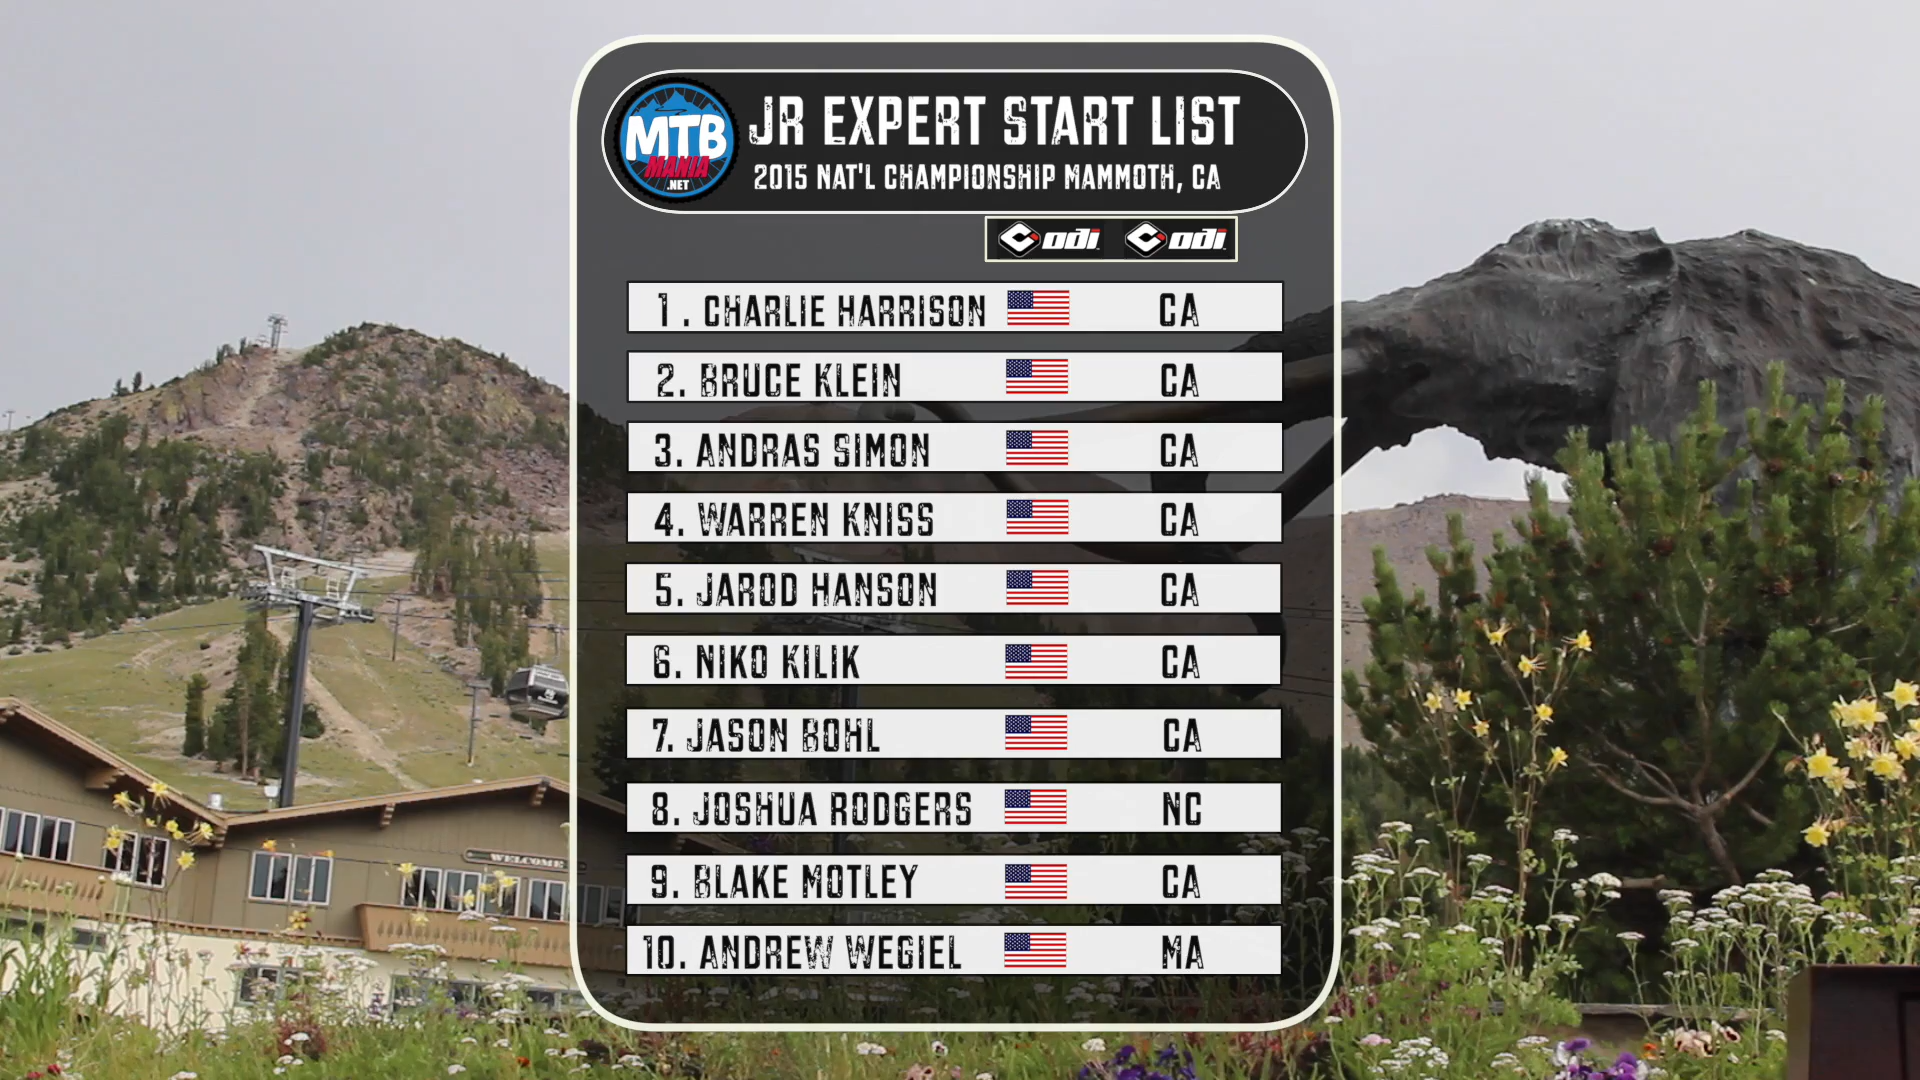 MTB
MANIA
.NET
JR EXPERT START LIST
2015 NAT'L CHAMPIONSHIP MAMMOTH, CA
ODI ODI
1. CHARLIE HARRISON CA
2. BRUCE KLEIN CA
3. ANDRAS SIMON CA
4. WARREN KNISS CA
5. JAROD HANSON CA
6. NIKO KILIK CA
7. JASON BOHL CA
8. JOSHUA RODGERS NC
9. BLAKE MOTLEY CA
10. ANDREW WEGIEL MA
WELCOME